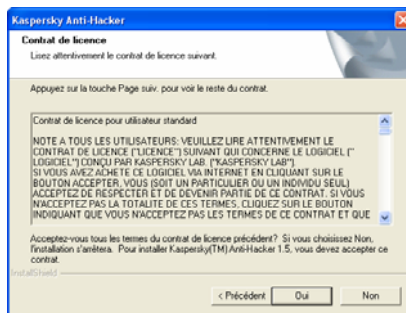 Kaspersky Anti-Hacker
Contrat de licence
Lisez attentivement le contrat de licence suivant.
Appuyez sur la touche Page suiv. pour voir le reste du contrat.
Contrat de licence pour utilisateur standard
NOTE A TOUS LES UTILISATEURS: VEUILLEZ LIRE ATTENTIVEMENT LE
CONTRAT DE LICENCE ("LICENCE") SUIVANT QUI CONCERNE LE LOGICIEL ("
LOGICIEL") CONÇU PAR KASPERSKY LAB. ("KASPERSKY LAB").
SI VOUS AVEZ ACHETE CE LOGICIEL VIA INTERNET EN CLIQUANT SUR LE
BOUTON ACCEPTER, VOUS (SOIT UN PARTICULIER OU UN INDIVIDU SEUL)
ACCEPTEZ DE RESPECTER ET DE DEVENIR PARTIE DE CE CONTRAT. SI VOUS
N'ACCEPTEZ PAS LA TOTALITE DE CES TERMES, CLIQUEZ SUR LE BOUTON
INDIQUANT QUE VOUS N'ACCEPTEZ PAS LES TERMES DE CE CONTRAT ET QUE
Acceptez-vous tous les termes du contrat de licence précédent? Si vous choisissez Non,
l'installation s'arrêtera. Pour installer Kaspersky(TM) Anti-Hacker 1.5, vous devez accepter ce
contrat.
InstallShield
< Précédent Oui Non